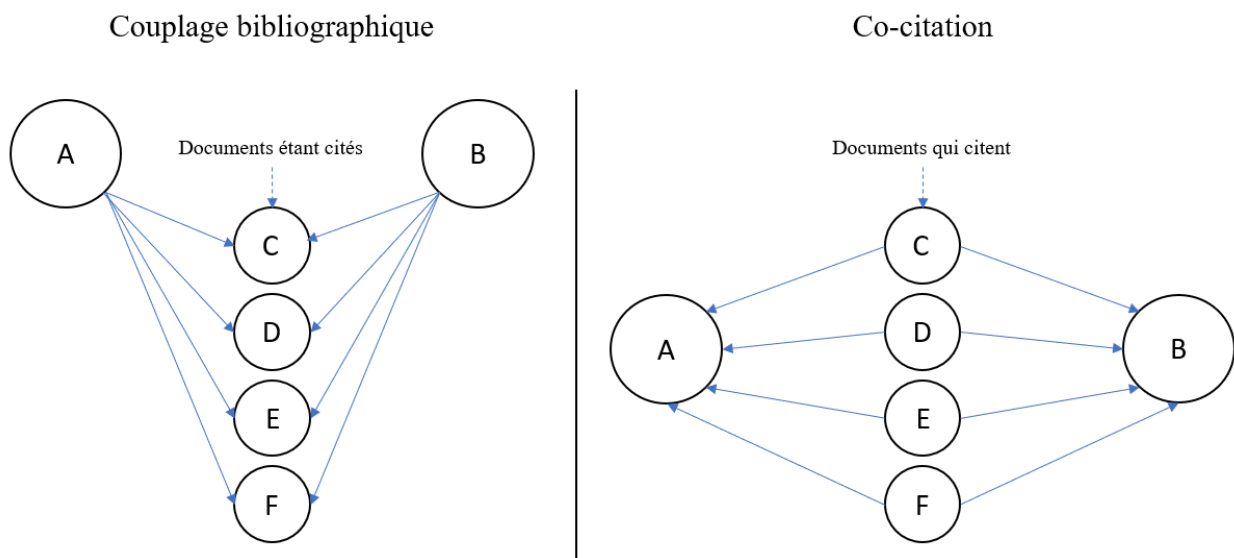 Couplage bibliographique
A
B
Documents étant cités
C
D
E
F
Co-citation
Documents qui citent
C
D
A
B
E
F